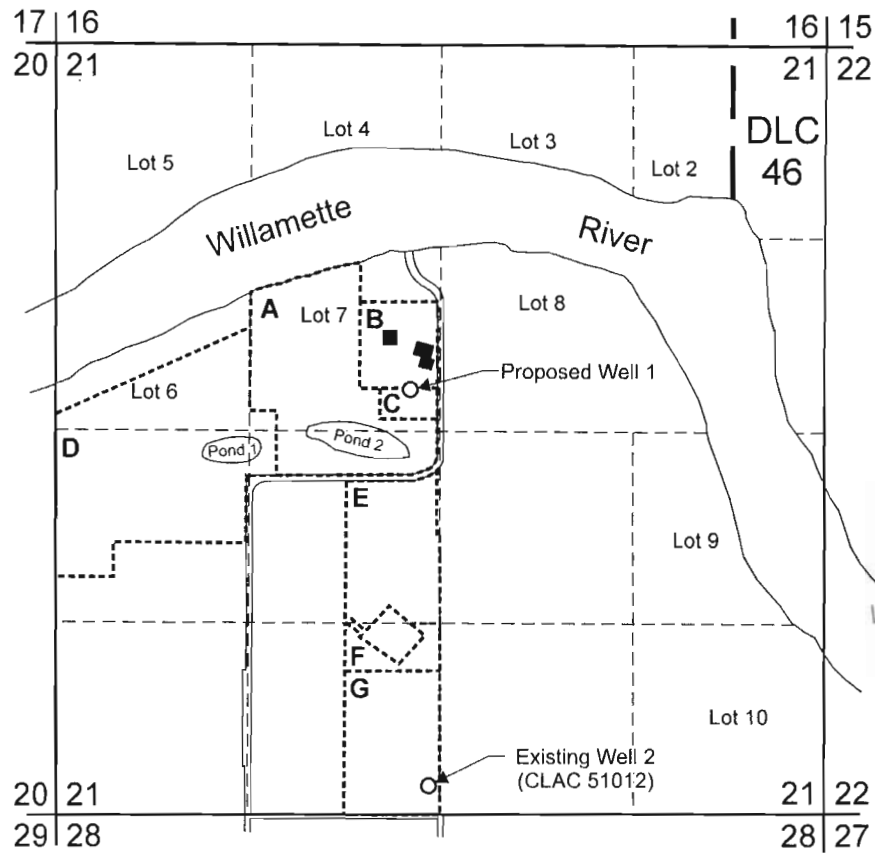 17 16
16 15
20 21
21 22
DLC
46
Lot 5
Lot 4
Lot 3
Lot 2
Willamette
River
A
Lot 7
B
Lot 8
Proposed Well 1
Lot 6
C
D
Pond 1
Pond 2
E
Lot 9
F
G
Lot 10
Existing Well 2
(CLAC 51012)
20 21
21 22
29 28
28 27